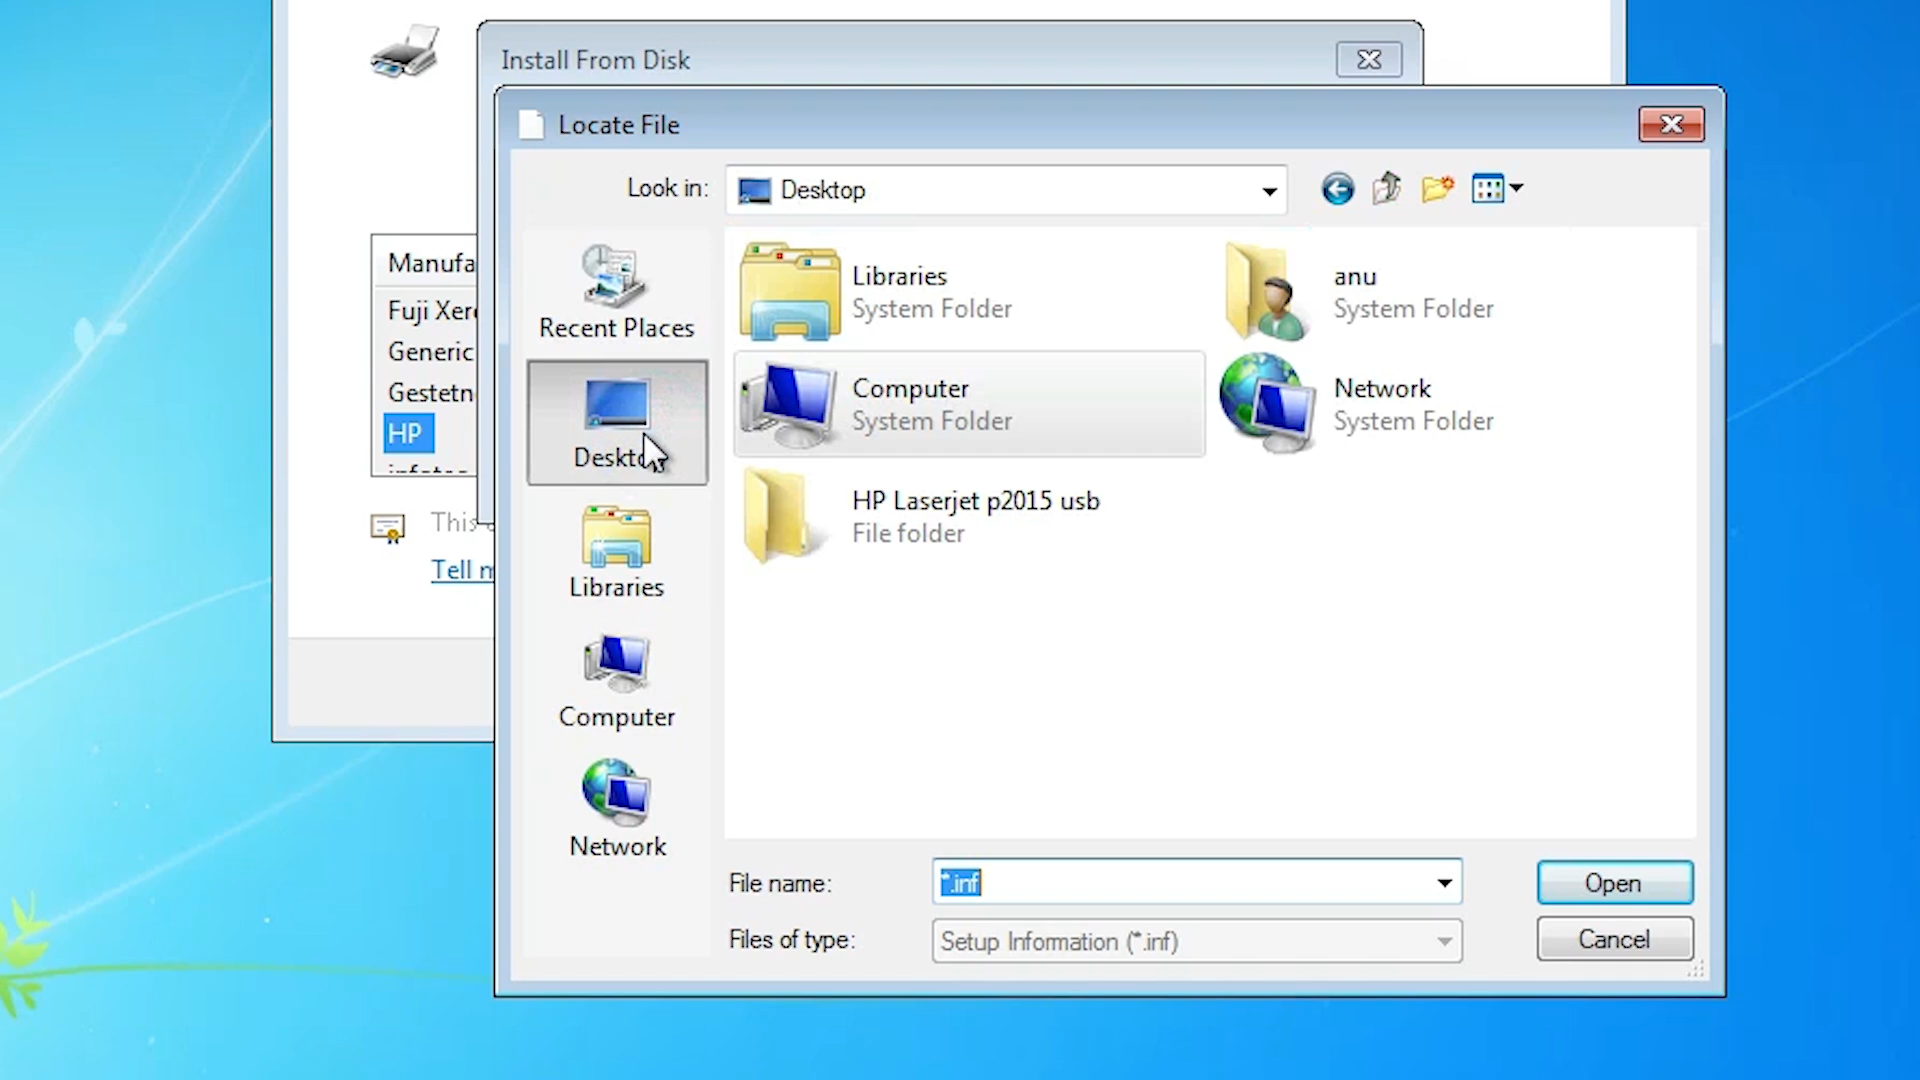 Install From Disk
Locate File
Look in:
Desktop
Manufa
Fuji Xer
Generic
Gestetn
HP
This
Tell
Recent Places
Desktop
Libraries
Computer
Network
Libraries
System Folder
anu
System Folder
Computer
System Folder
Network
System Folder
HP Laserjet p2015 usb
File folder
File name:
*.inf
Open
Files of type:
Setup Information (*.inf)
Cancel